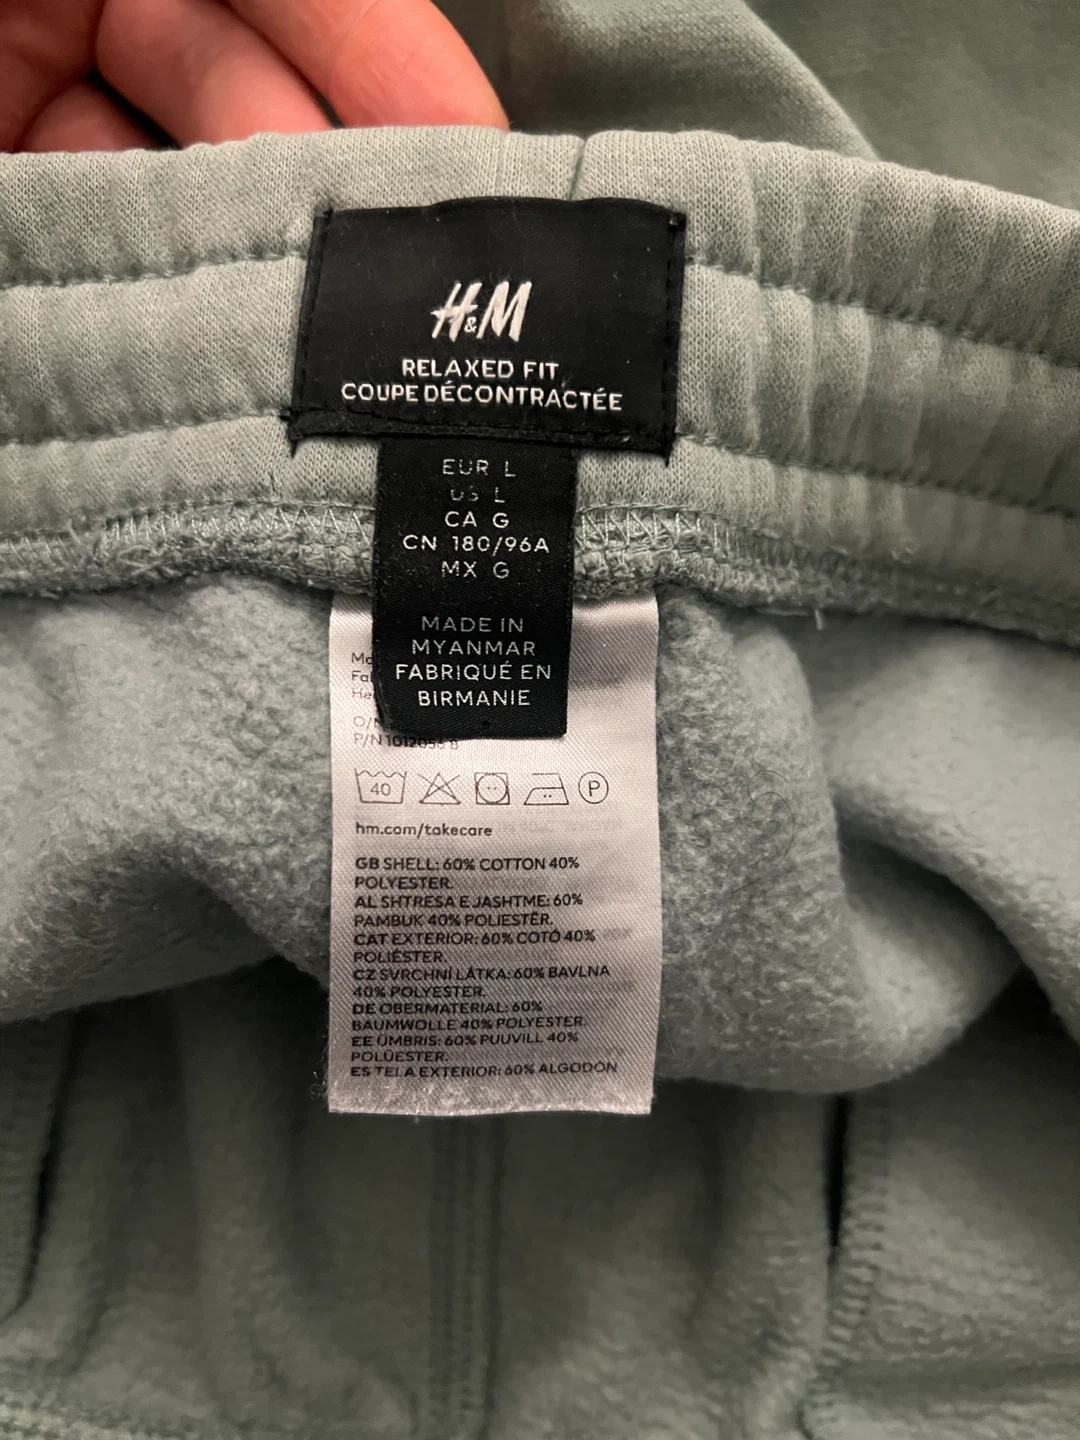 H&M
RELAXED FIT
COUPE DÉCONTRACTÉE
EUR L
US L
CA G
CN 180/96A
MX G
MADE IN
MYANMAR
FABRIQUÉ EN
BIRMANIE
P/N
40
P
hm.com/takecare
GB SHELL: 60% COTTON 40%
POLYESTER.
AL SHTRESA E JASHTME: 60%
PAMBUK 40% POLIESTËR.
CAT EXTERIOR: 60% COTÓ 40%
POLIÉSTER.
CZ SVRCHNÍ LÁTKA: 60% BAVLNA
40% POLYESTER.
DE OBERMATERIAL: 60%
BAUMWOLLE 40% POLYESTER.
EE ÜMBRIS: 60% PUUVILL 40%
POLÜESTER.
ES TELA EXTERIOR: 60% ALGODÓN